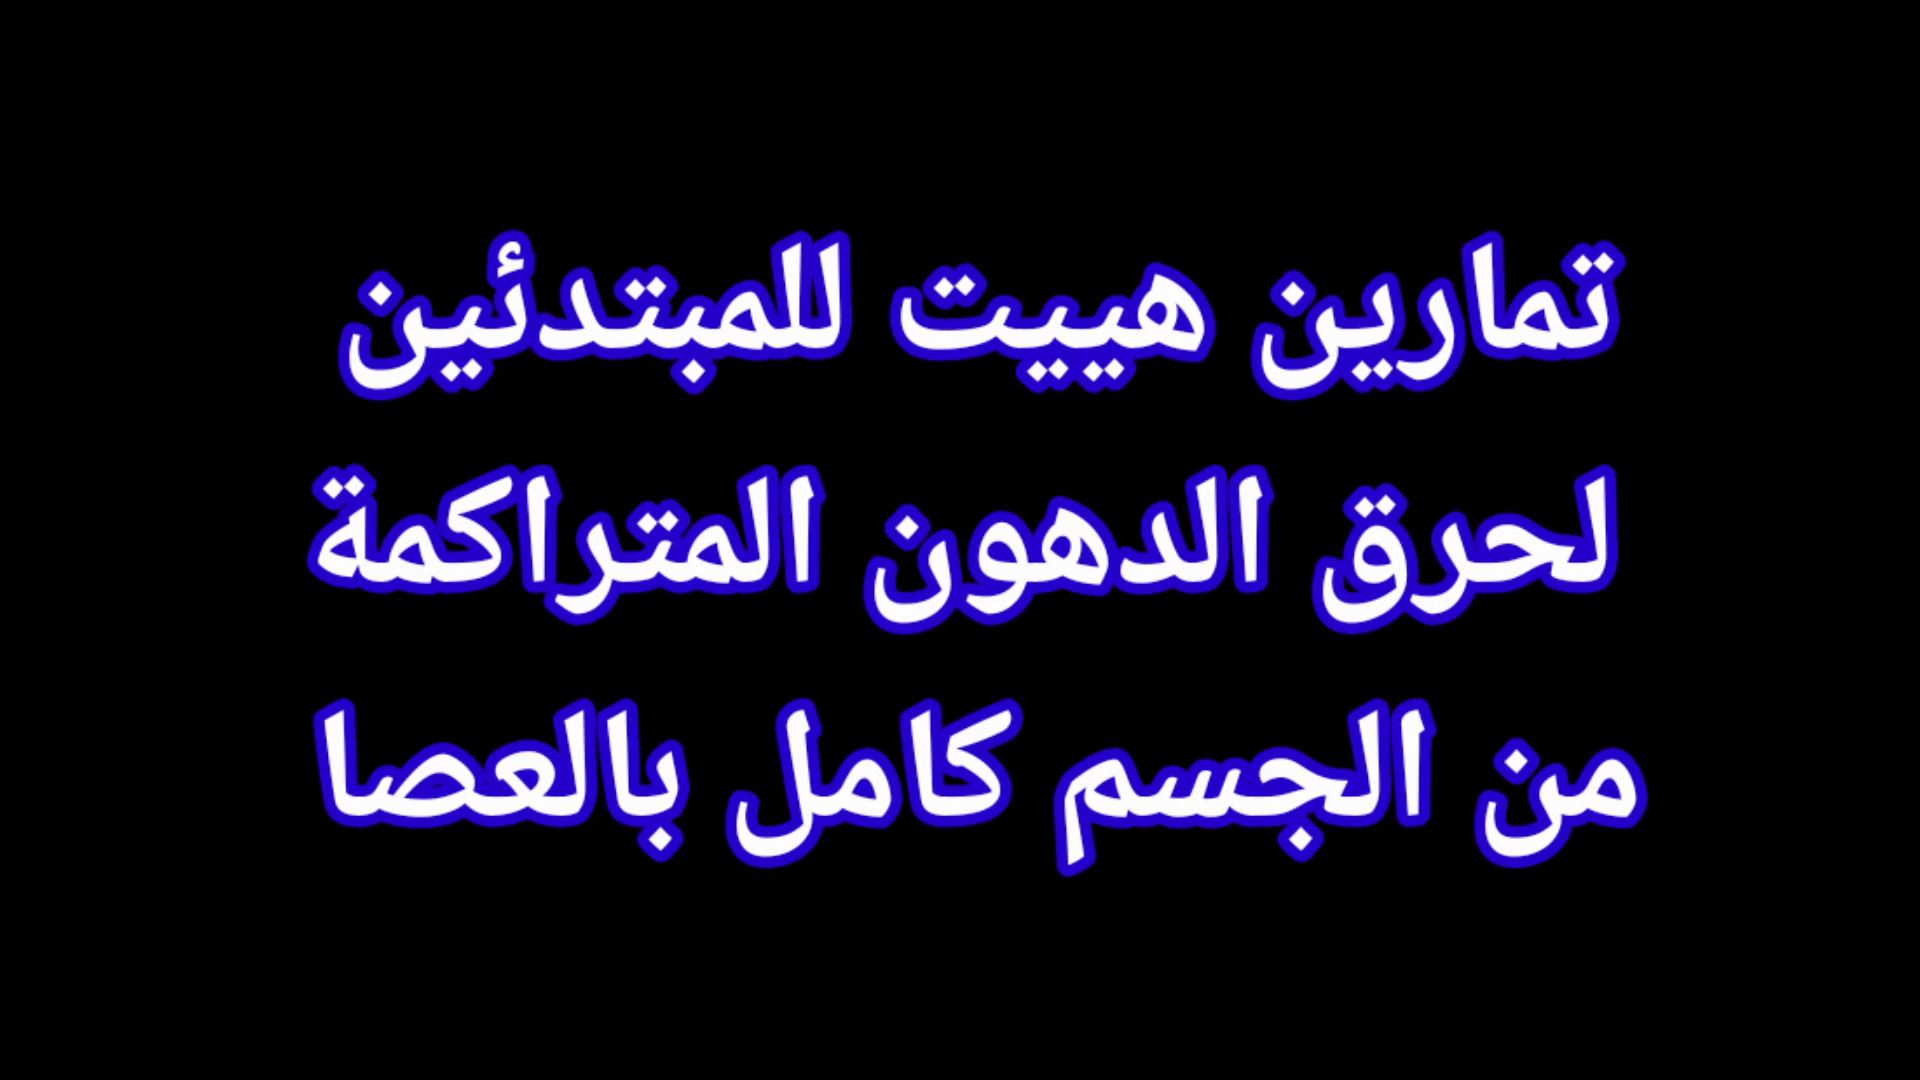 تمارين هييت للمبتدئين
لحرق الدهون المتراكمة
من الجسم كامل بالعصا